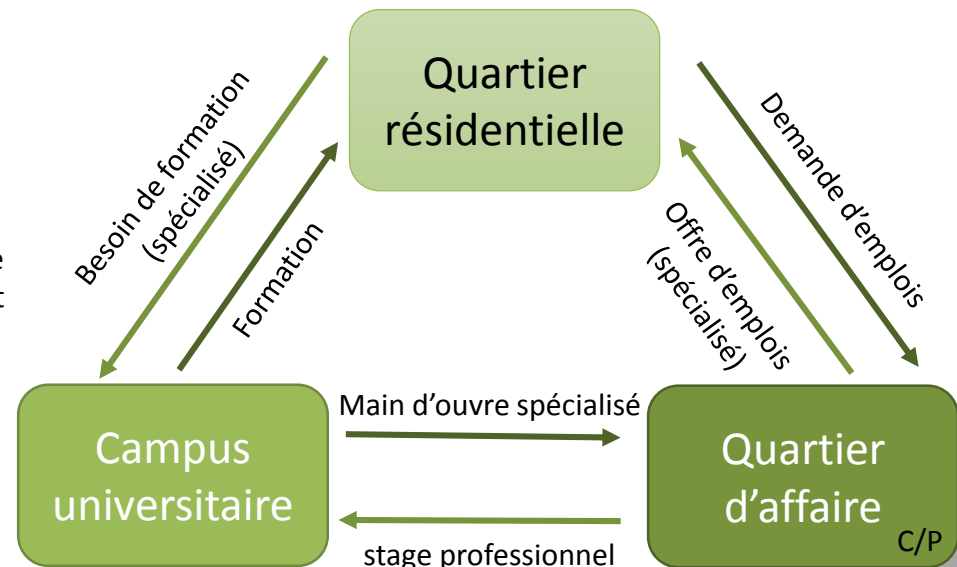 Quartier
résidentielle
Besoin de formation
(spécialisé)
Formation
Demande d'emplois
Offre d'emplois
(spécialisé)
e
t
Campus
universitaire
Main d'ouvre spécialisé
stage professionnel
Quartier
d'affaire
C/P